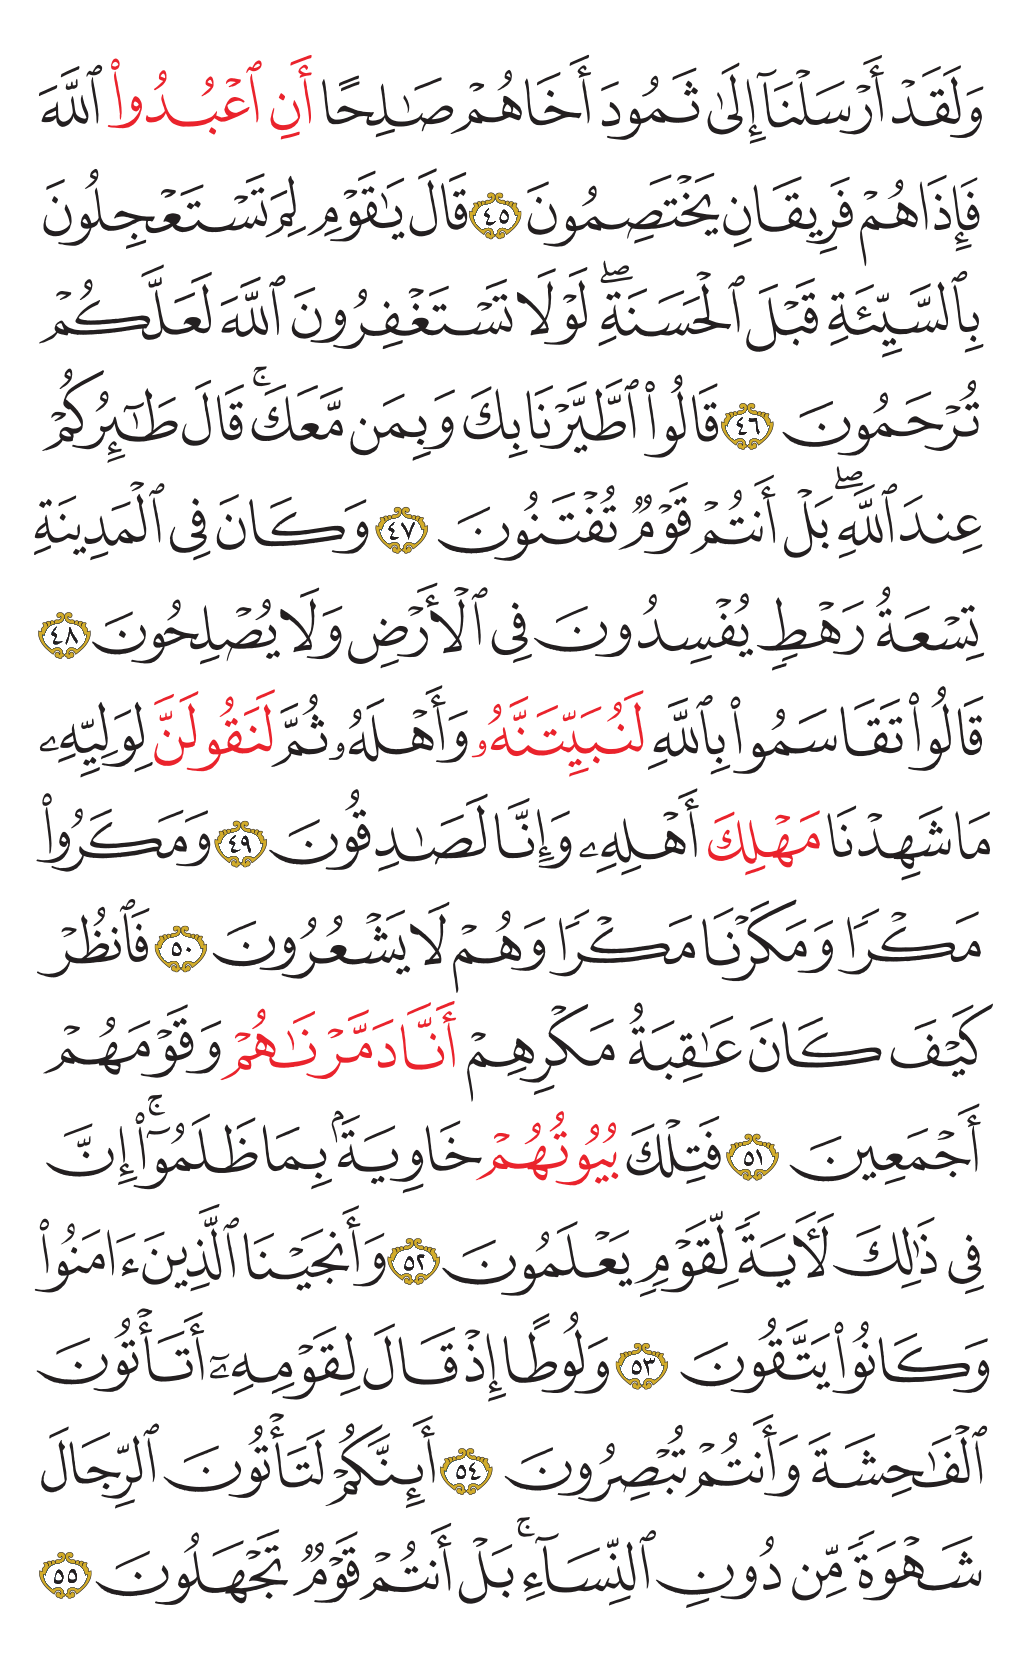 وَلَقَدْ أَرْسَلْنَآ إِلَىٰ ثَمُودَ أَخَاهُمْ صَـٰلِحًا أَنِ ٱعْبُدُوا۟ ٱللَّهَ
فَإِذَا هُمْ فَرِيقَانِ يَخْتَصِمُونَ ٤٥ قَالَ يَـٰقَوْمِ لِمَ تَسْتَعْجِلُونَ
بِٱلسَّيِّئَةِ قَبْلَ ٱلْحَسَنَةِ ۖ لَوْلَا تَسْتَغْفِرُونَ ٱللَّهَ لَعَلَّكُمْ
تُرْحَمُونَ ٤٦ قَالُوا۟ ٱطَّيَّرْنَا بِكَ وَبِمَن مَّعَكَ ۚ قَالَ طَـٰٓئِرُكُمْ
عِندَ ٱللَّهِ ۖ بَلْ أَنتُمْ قَوْمٌ تُفْتَنُونَ ٤٧ وَكَانَ فِى ٱلْمَدِينَةِ
تِسْعَةُ رَهْطٍ يُفْسِدُونَ فِى ٱلْأَرْضِ وَلَا يُصْلِحُونَ ٤٨
قَالُوا۟ تَقَاسَمُوا۟ بِٱللَّهِ لَنُبَيِّتَنَّهُۥ وَأَهْلَهُۥ ثُمَّ لَنَقُولَنَّ لِوَلِيِّهِۦ
مَا شَهِدْنَا مَهْلِكَ أَهْلِهِۦ وَإِنَّا لَصَـٰدِقُونَ ٤٩ وَمَكَرُوا۟
مَكْرًا وَمَكَرْنَا مَكْرًا وَهُمْ لَا يَشْعُرُونَ ٥٠ فَٱنظُرْ
كَيْفَ كَانَ عَـٰقِبَةُ مَكْرِهِمْ أَنَّا دَمَّرْنَـٰهُمْ وَقَوْمَهُمْ
أَجْمَعِينَ ٥١ فَتِلْكَ بُيُوتُهُمْ خَاوِيَةًۢ بِمَا ظَلَمُوٓا۟ ۚ إِنَّ
فِى ذَٰلِكَ لَـَٔايَةً لِّقَوْمٍ يَعْلَمُونَ ٥٢ وَأَنجَيْنَا ٱلَّذِينَ ءَامَنُوا۟
وَكَانُوا۟ يَتَّقُونَ ٥٣ وَلُوطًا إِذْ قَالَ لِقَوْمِهِۦٓ أَتَأْتُونَ
ٱلْفَـٰحِشَةَ وَأَنتُمْ تُبْصِرُونَ ٥٤ أَئِنَّكُمْ لَتَأْتُونَ ٱلرِّجَالَ
شَهْوَةً مِّن دُونِ ٱلنِّسَآءِ ۚ بَلْ أَنتُمْ قَوْمٌ تَجْهَلُونَ ٥٥